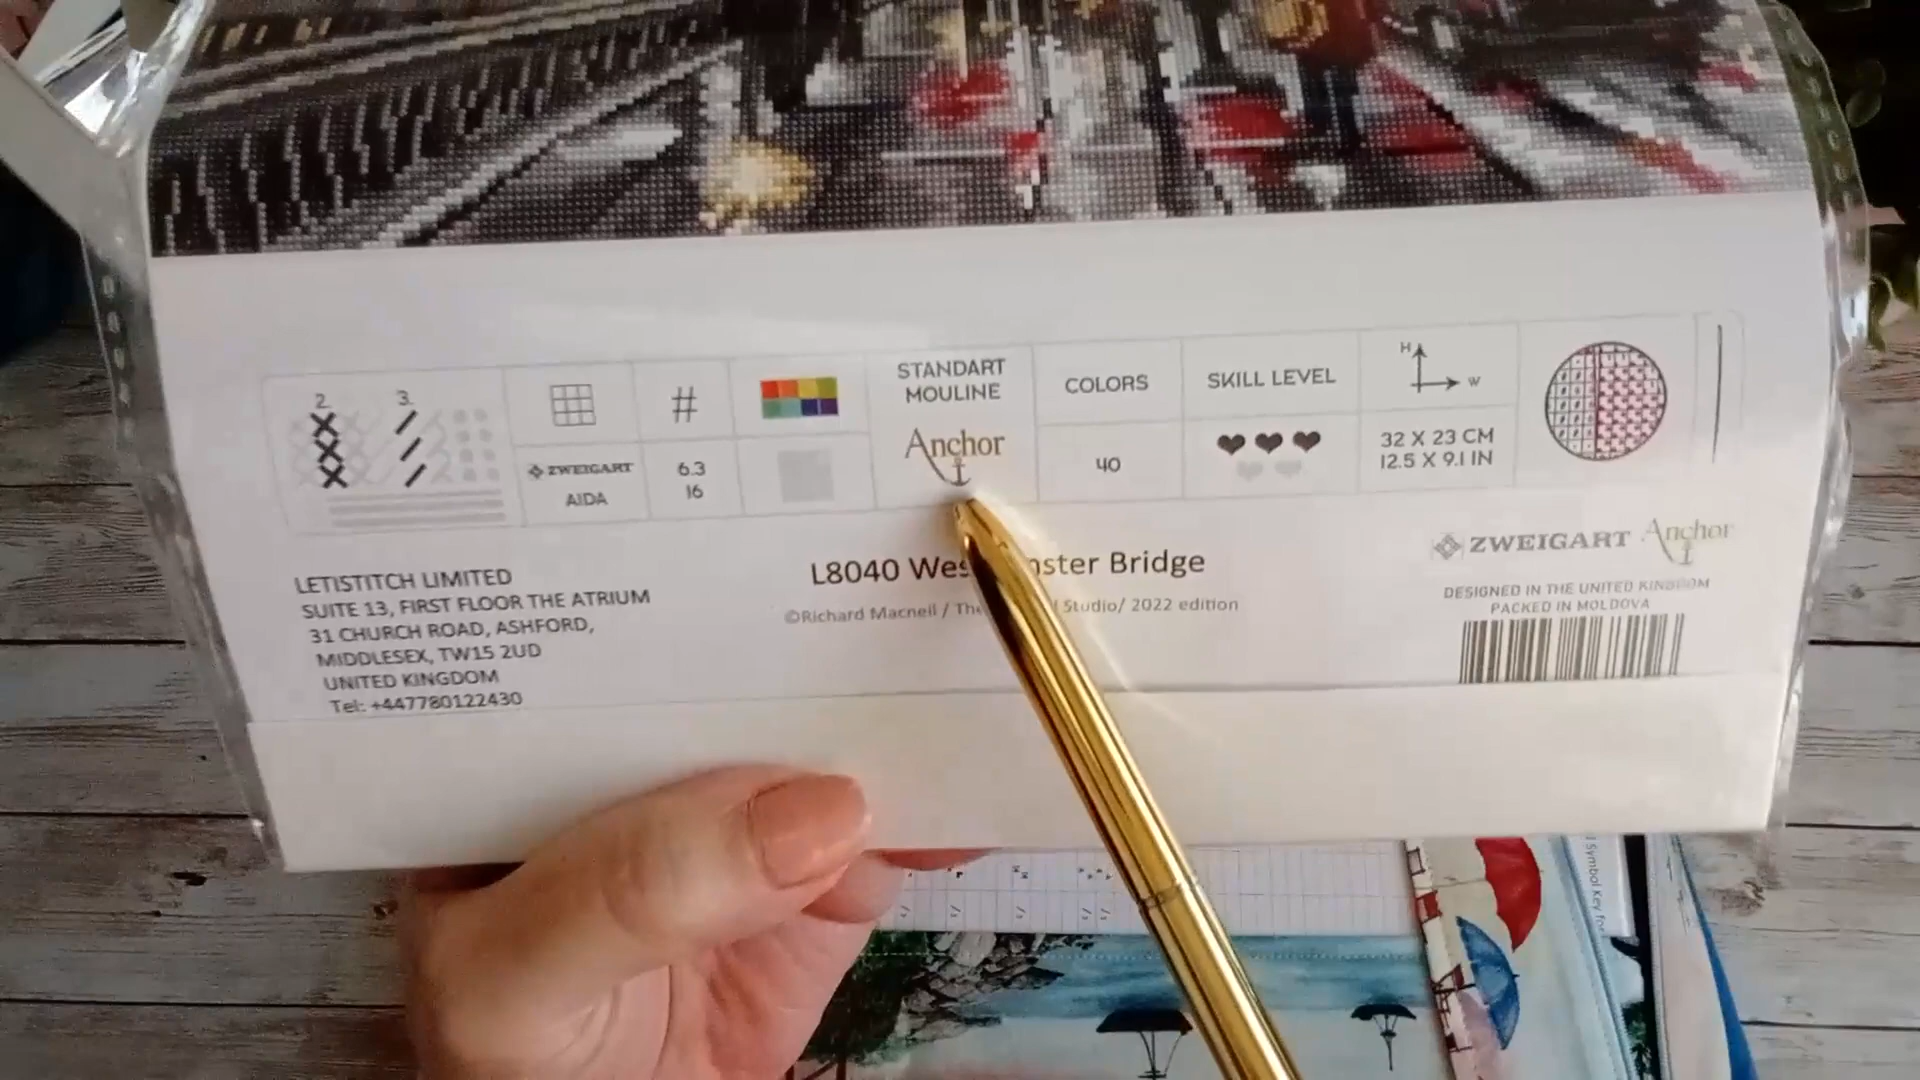 2. 3.
#
STANDART
MOULINE
COLORS
SKILL LEVEL
H
W
ZWEIGART
AIDA
6.3
16
Anchor
40
32 X 23 CM
12.5 X 9.1 IN
LETISTITCH LIMITED
SUITE 13, FIRST FLOOR THE ATRIUM
31 CHURCH ROAD, ASHFORD,
MIDDLESEX, TW15 2UD
UNITED KINGDOM
Tel: +447780122430
L8040 Wes nster Bridge
©Richard Macneil / The l Studio/ 2022 edition
ZWEIGART Anchor
DESIGNED IN THE UNITED KINGDOM
PACKED IN MOLDOVA
Symbol Key for